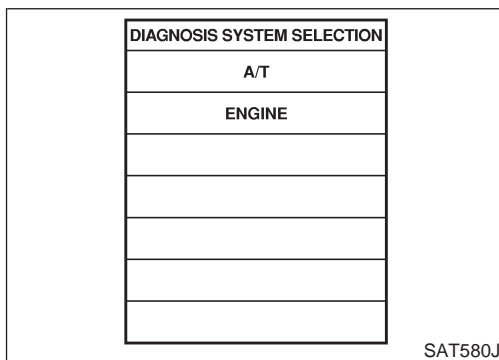 DIAGNOSIS SYSTEM SELECTION
A/T
ENGINE
SAT580J